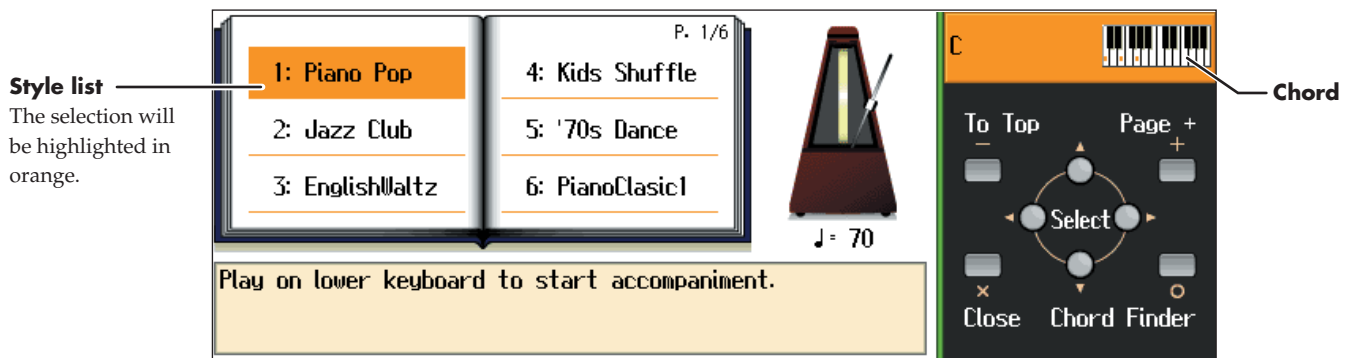 Style list
The selection will
be highlighted in
orange.
P. 1/6
1: Piano Pop
2: Jazz Club
3: EnglishWaltz
4: Kids Shuffle
5: '70s Dance
6: PianoClasic1
♩= 70
Play on lower keyboard to start accompaniment.
C
Chord
To Top
Page +
−
+
Select
×
○
Close
Chord Finder